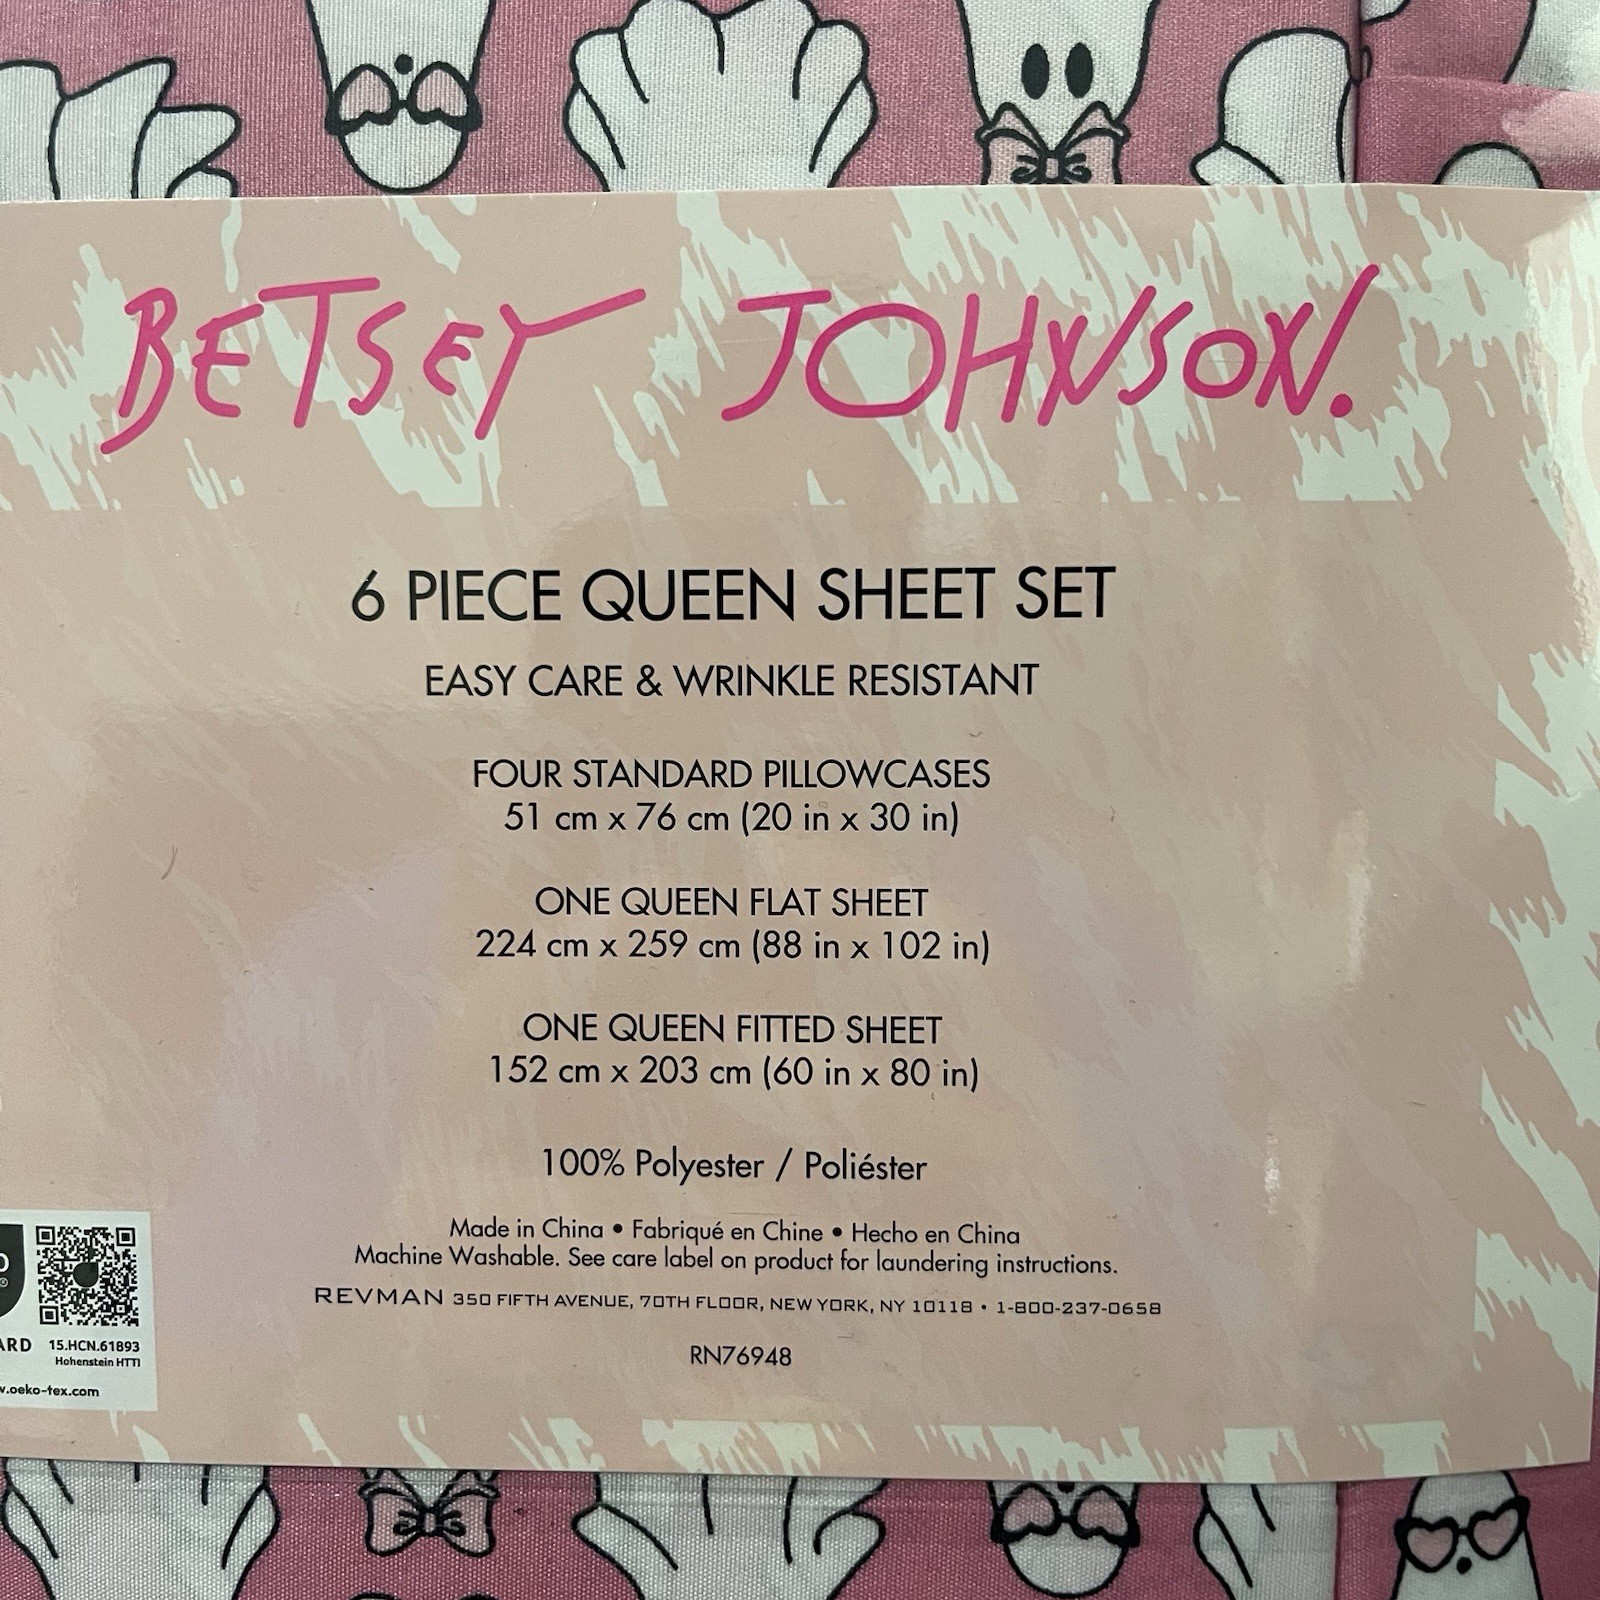 BETSEY JOHNSON.
6 PIECE QUEEN SHEET SET
EASY CARE & WRINKLE RESISTANT
FOUR STANDARD PILLOWCASES
51 cm x 76 cm (20 in x 30 in)
ONE QUEEN FLAT SHEET
224 cm x 259 cm (88 in x 102 in)
ONE QUEEN FITTED SHEET
152 cm x 203 cm (60 in x 80 in)
100% Polyester / Poliéster
Made in China • Fabriqué en Chine • Hecho en China
Machine Washable. See care label on product for laundering instructions.
REVMAN 350 FIFTH AVENUE, 70TH FLOOR, NEW YORK, NY 10118 • 1-800-237-0658
RN76948
15.HCN.61893
Hohenstein HTTI
.oeko-tex.com